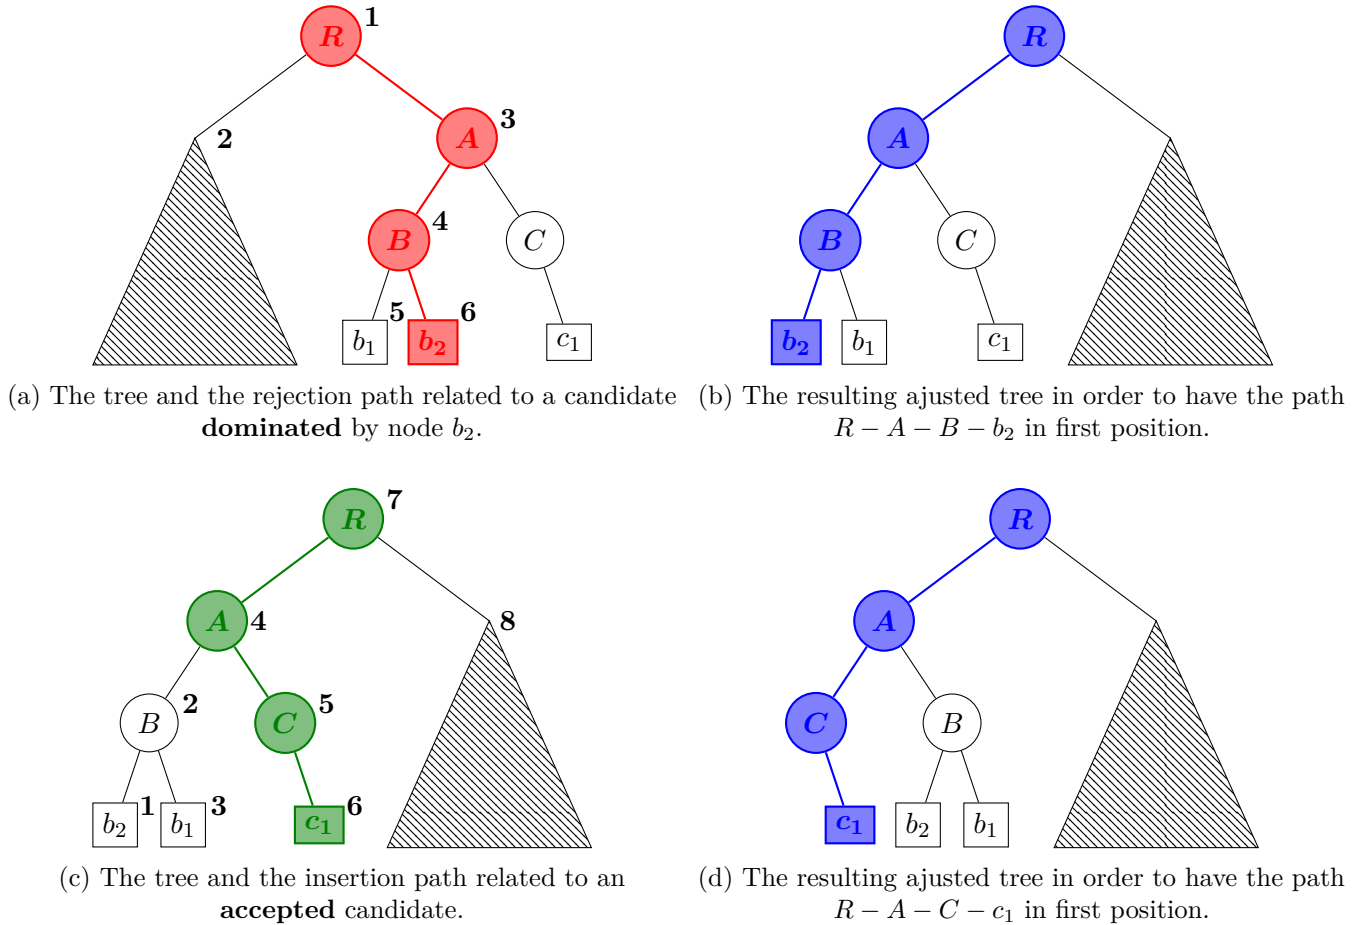 R 1 R
2 A 3 A
B 4 C B C
b₁ 5 b₂ 6 c₁ b₂ b₁ c₁
(a) The tree and the rejection path related to a candidate
dominated by node b₂.
(b) The resulting ajusted tree in order to have the path
R − A − B − b₂ in first position.
R 7 R
A 4 8 A
B 2 C 5 C B
b₂ 1 b₁ 3 c₁ 6 c₁ b₂ b₁
(c) The tree and the insertion path related to an
accepted candidate.
(d) The resulting ajusted tree in order to have the path
R − A − C − c₁ in first position.